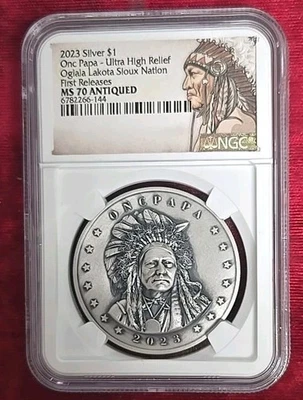 2023 Silver $1
Onc Papa - Ultra High Relief
Oglala Lakota Sioux Nation
First Releases
MS 70 ANTIQUED
6782266-144
NGC
ONCPAPA
2023